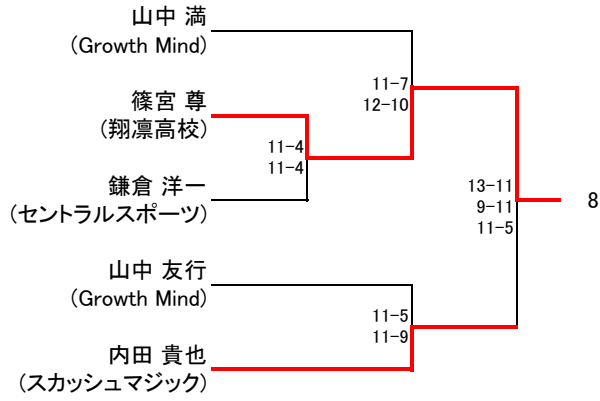 山中 満
(Growth Mind)
11-7
12-10
篠宮 尊
(翔凛高校)
11-4
11-4
鎌倉 洋一
(セントラルスポーツ)
13-11
9-11
11-5
8
山中 友行
(Growth Mind)
11-5
11-9
内田 貴也
(スカッシュマジック)